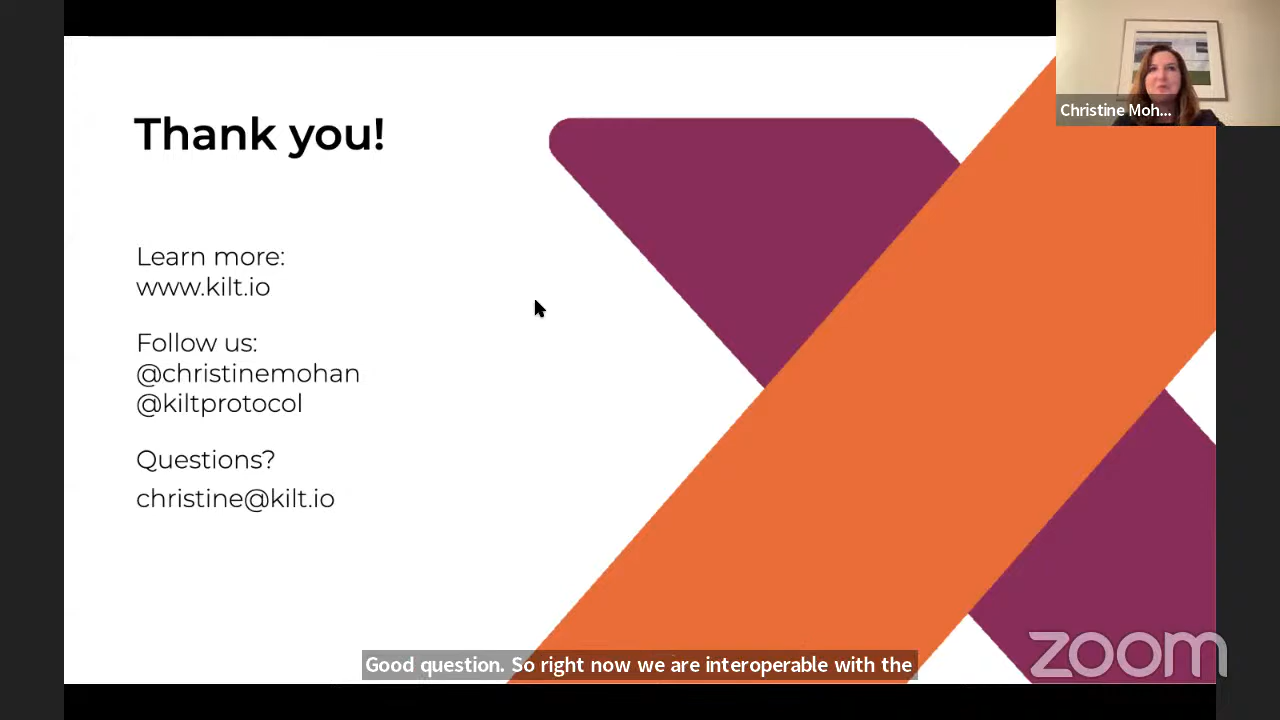 Thank you!
Learn more:
www.kilt.io
Follow us:
@christinemohan
@kiltprotocol
Questions?
christine@kilt.io
Christine Moh...
Good question. So right now we are interoperable with the
zoom